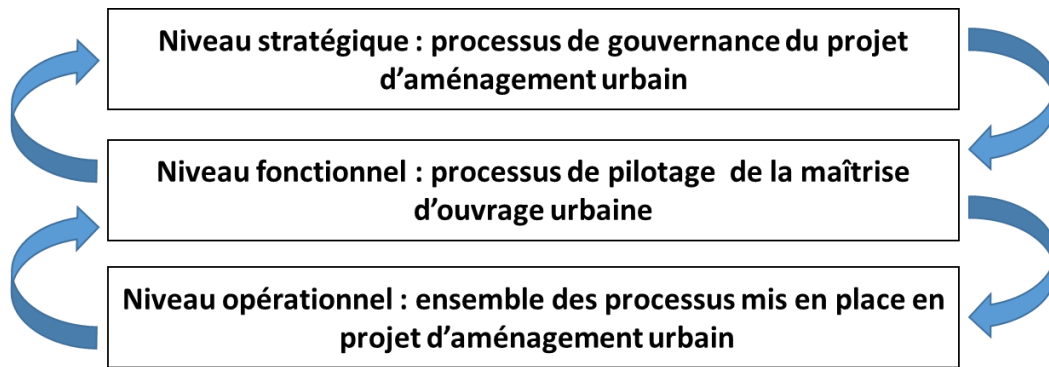 Niveau stratégique : processus de gouvernance du projet
d’aménagement urbain
Niveau fonctionnel : processus de pilotage de la maîtrise
d’ouvrage urbaine
Niveau opérationnel : ensemble des processus mis en place en
projet d’aménagement urbain